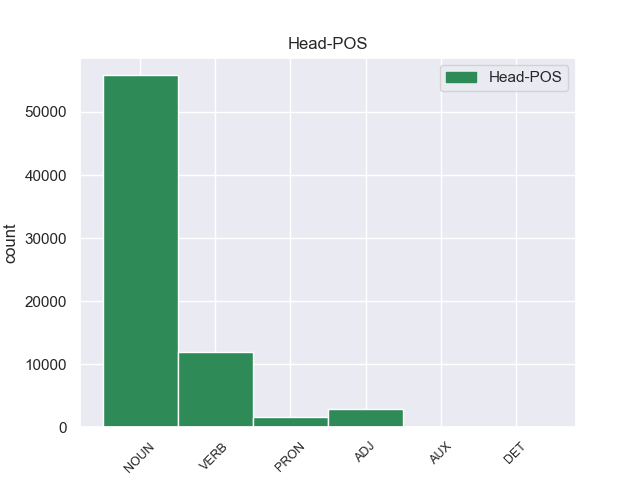 Head-POS
Head-POS
50000
40000
30000
20000
10000
0
count
NOUN VERB PRON ADJ AUX DET